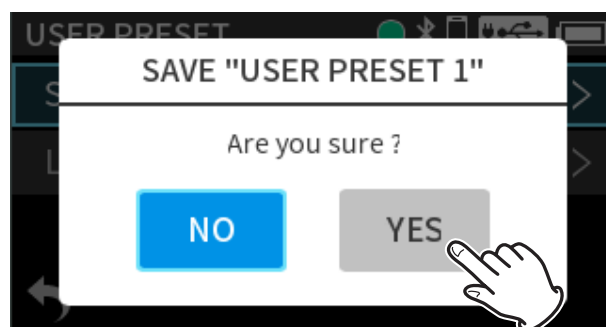 USER PRESET
SAVE "USER PRESET 1"
Are you sure ?
NO
YES